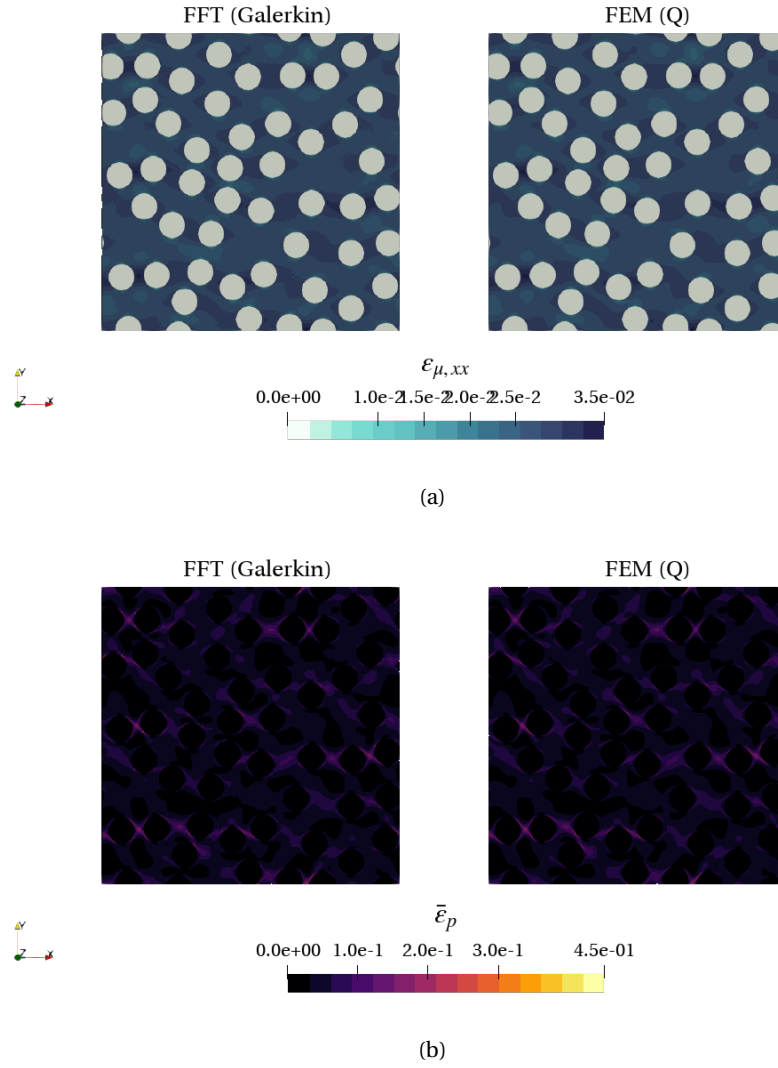 FFT (Galerkin) FEM (Q)
Y
Z X
ε_μ,xx
0.0e+00 1.0e-2 1.5e-2 2.0e-2 2.5e-2 3.5e-02
(a)
FFT (Galerkin) FEM (Q)
Y
Z X
ε̄_p
0.0e+00 1.0e-1 2.0e-1 3.0e-1 4.5e-01
(b)